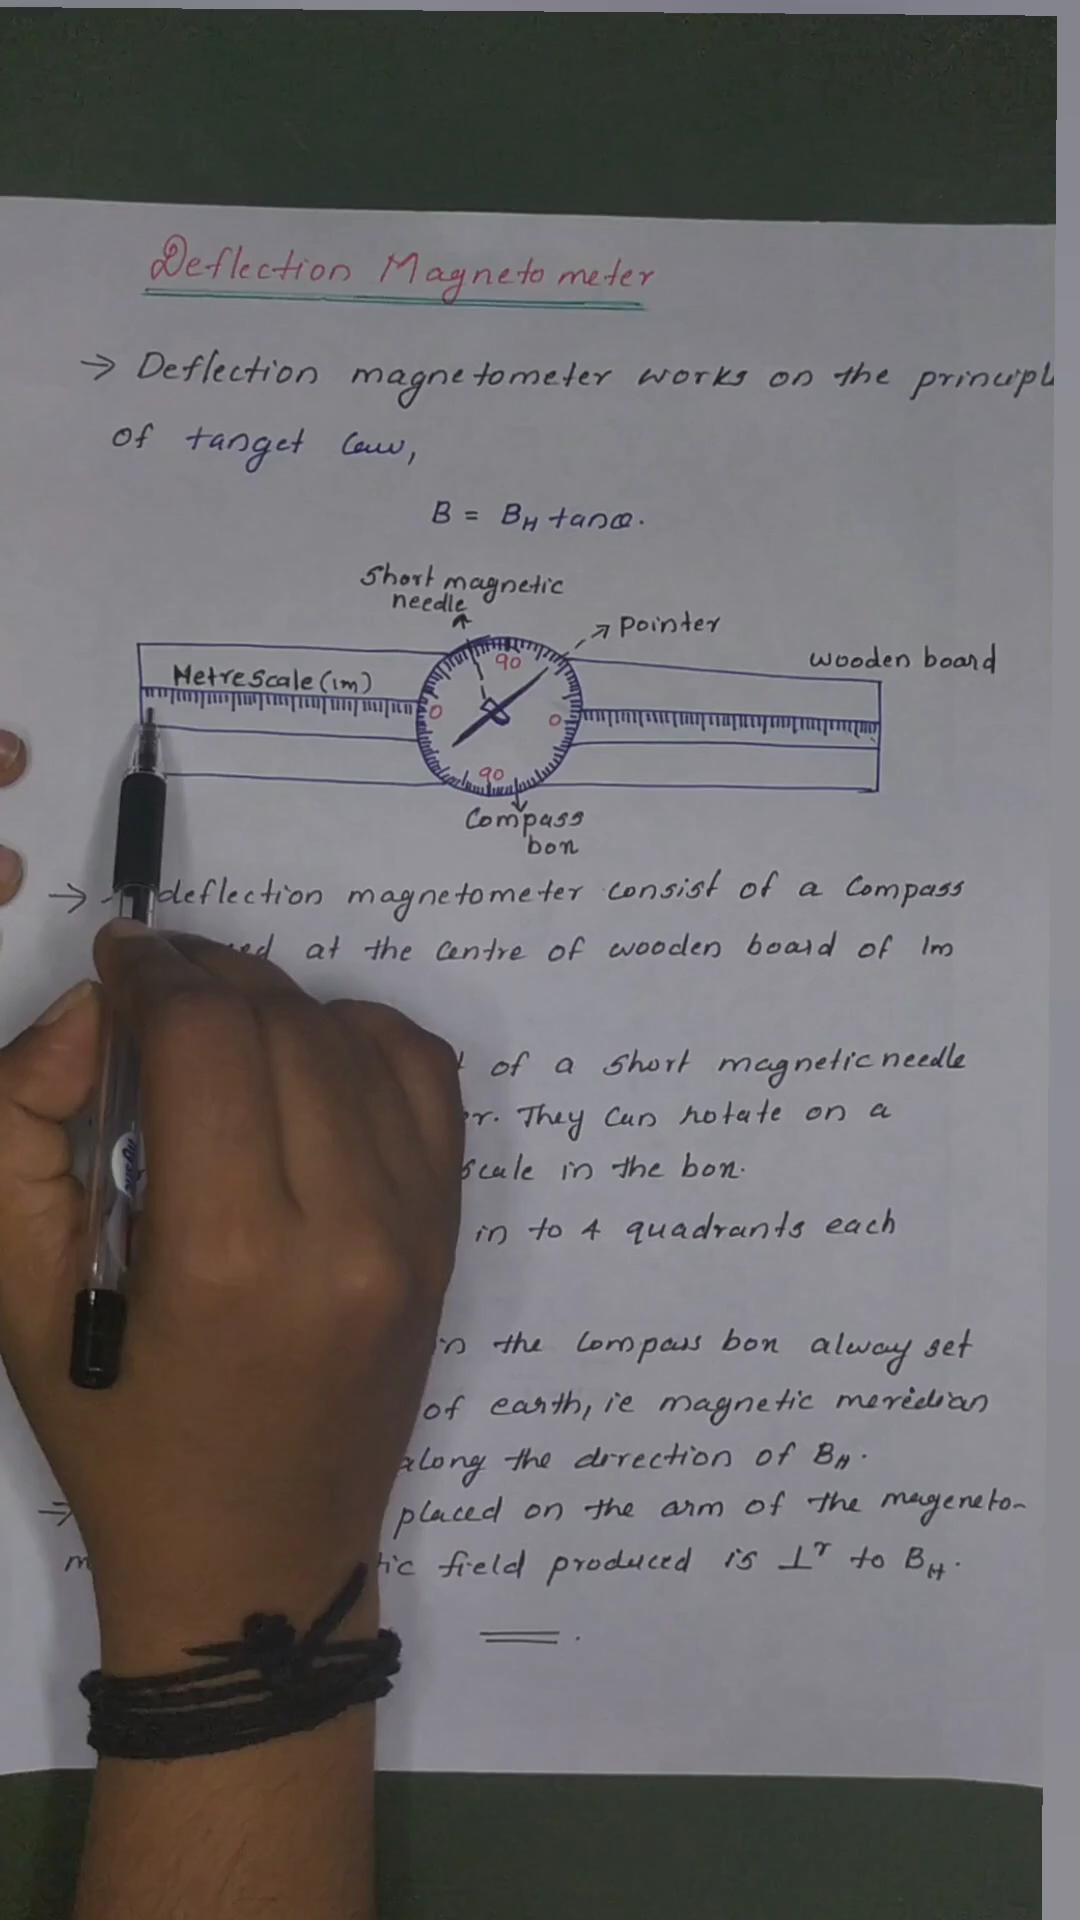 Deflection Magneto meter
→ Deflection magnetometer works on the principl
of tanget law,
B = BH tanθ.
Short magnetic
needle
Pointer
wooden board
Metre scale (1m)
90
0
0
90
Compass
box
→ deflection magnetometer consist of a Compass
at the centre of wooden board of 1m
of a short magnetic needle
They can rotate on a
scale in the box.
in to 4 quadrants each
the Compass box alway set
of earth, ie magnetic meredian
along the direction of BH.
→ placed on the arm of the mageneto-
field produced is ⊥r to BH.